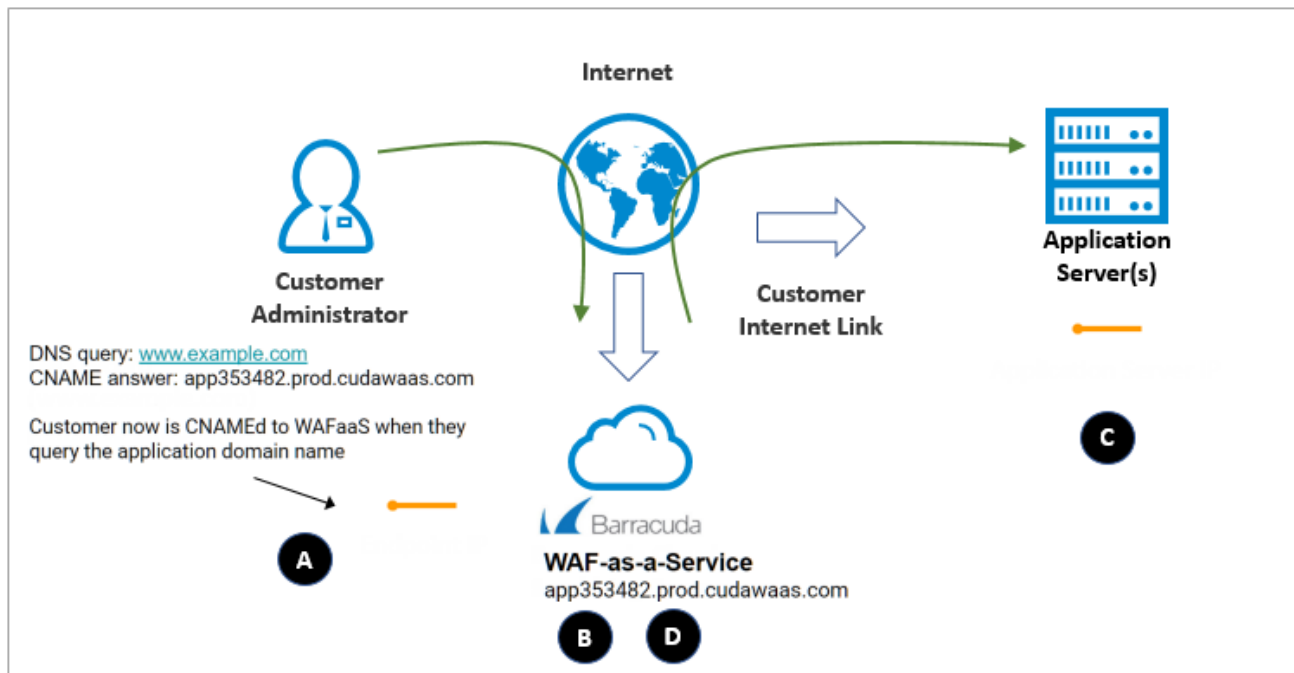 Internet
Customer
Administrator
Application
Server(s)
Customer
Internet Link
DNS query: www.example.com
CNAME answer: app353482.prod.cudawaas.com
Customer now is CNAMEd to WAFaaS when they
query the application domain name
A
C
Barracuda
WAF-as-a-Service
app353482.prod.cudawaas.com
B
D